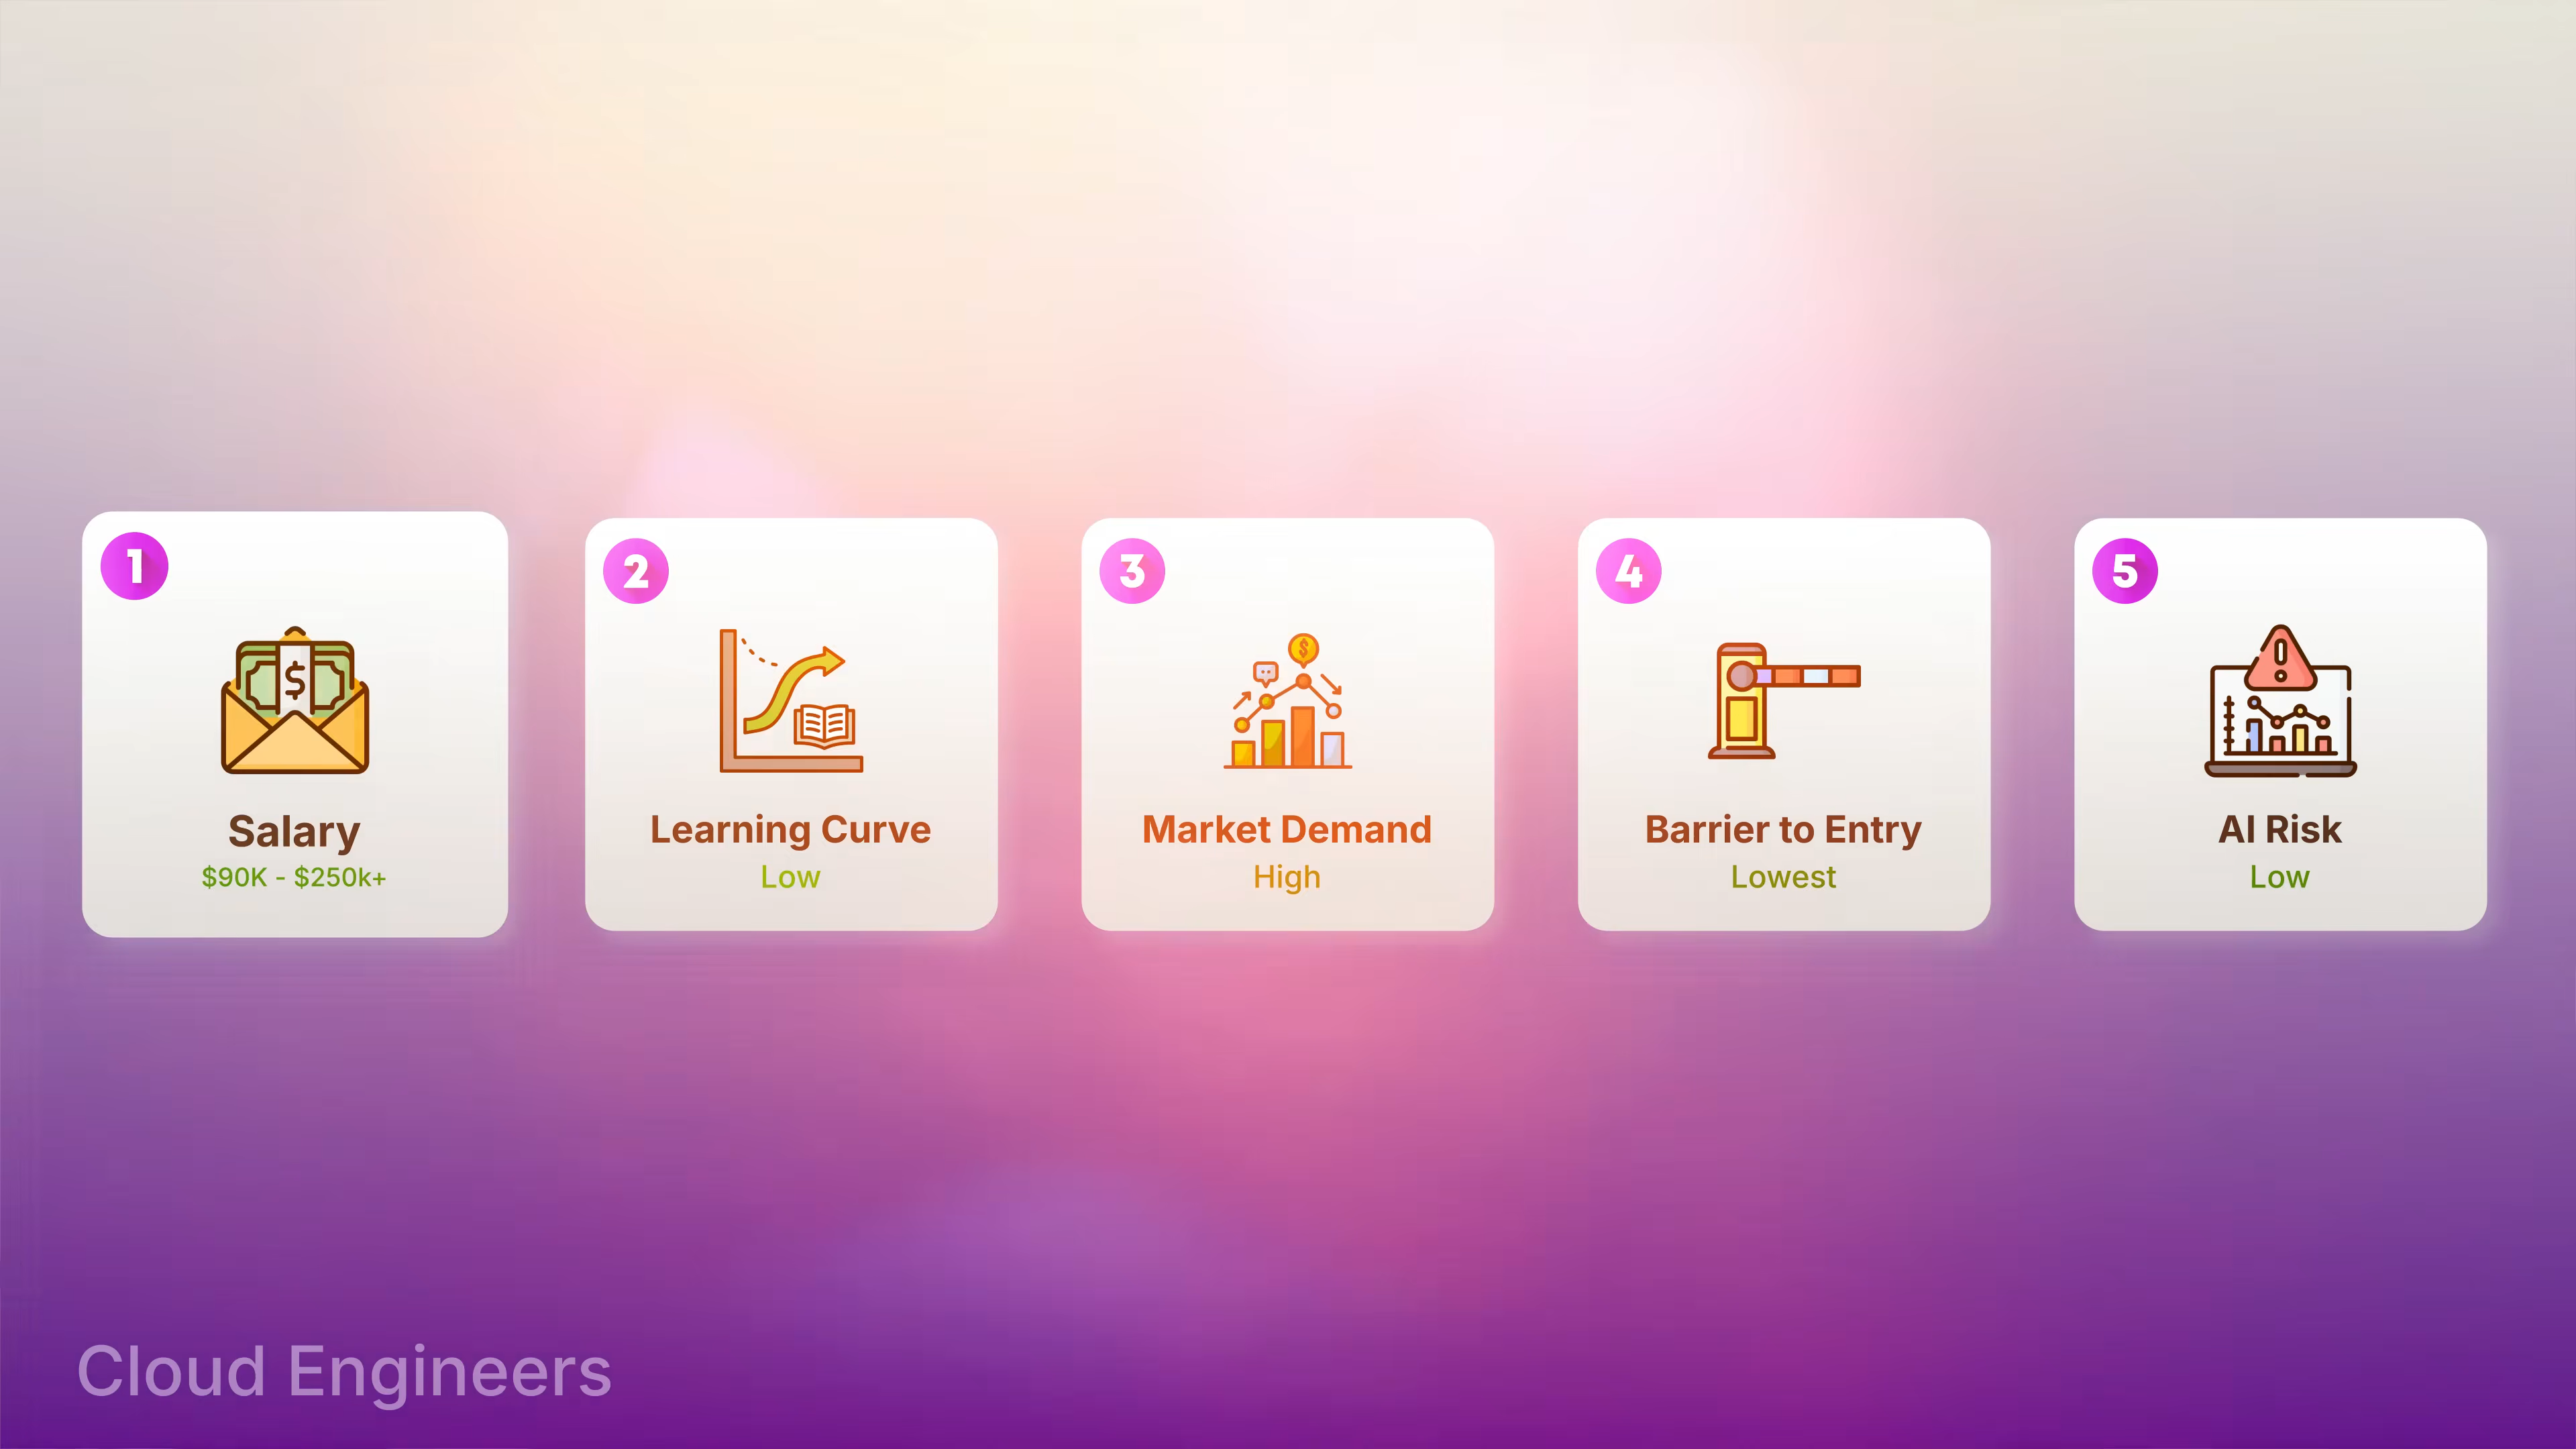 1
Salary
$90K - $250k+
2
Learning Curve
Low
3
Market Demand
High
4
Barrier to Entry
Lowest
5
AI Risk
Low
Cloud Engineers